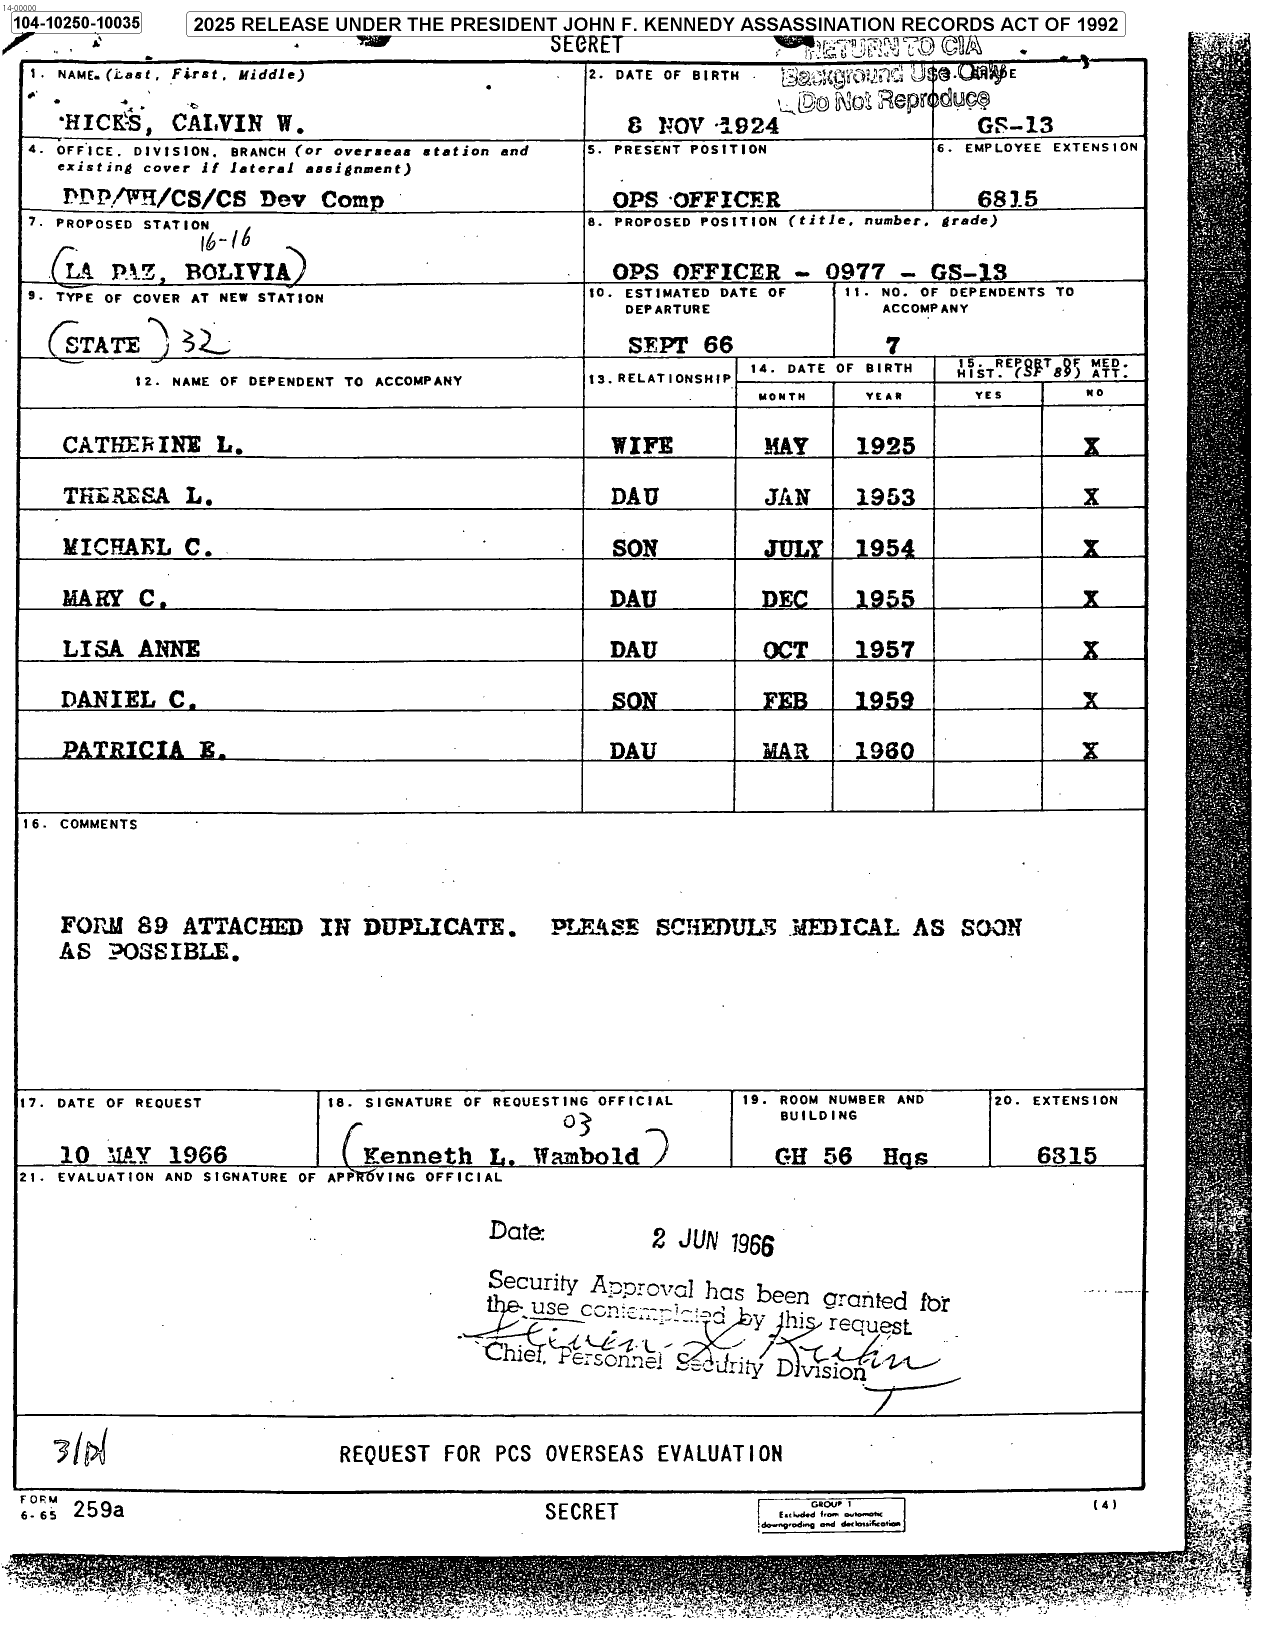 14-00000
104-10250-10035
2025 RELEASE UNDER THE PRESIDENT JOHN F. KENNEDY ASSASSINATION RECORDS ACT OF 1992
SECRET
RETURN TO CIA
Background Use Only
Do Not Reproduce
1. NAME (Last, First, Middle)
HICKS, CALVIN W.
2. DATE OF BIRTH
8 NOV 1924
GS-13
4. OFFICE, DIVISION, BRANCH (or overseas station and
existing cover if lateral assignment)
DDP/WH/CS/CS Dev Comp
5. PRESENT POSITION
OPS OFFICER
6. EMPLOYEE EXTENSION
6815
7. PROPOSED STATION
16-16
LA PAZ, BOLIVIA
8. PROPOSED POSITION (title, number, grade)
OPS OFFICER - 0977 - GS-13
9. TYPE OF COVER AT NEW STATION
STATE 32
10. ESTIMATED DATE OF
DEPARTURE
SEPT 66
11. NO. OF DEPENDENTS TO
ACCOMPANY
7
12. NAME OF DEPENDENT TO ACCOMPANY
13. RELATIONSHIP
14. DATE OF BIRTH
15. REPORT OF MED.
HIST. (SF 89) ATT.
MONTH YEAR YES NO
CATHERINE L. WIFE MAY 1925 X
THERESA L. DAU JAN 1953 X
MICHAEL C. SON JULY 1954 X
MARY C. DAU DEC 1955 X
LISA ANNE DAU OCT 1957 X
DANIEL C. SON FEB 1959 X
PATRICIA E. DAU MAR 1960 X
16. COMMENTS
FORM 89 ATTACHED IN DUPLICATE. PLEASE SCHEDULE MEDICAL AS SOON
AS POSSIBLE.
17. DATE OF REQUEST
10 MAY 1966
18. SIGNATURE OF REQUESTING OFFICIAL
03
Kenneth L. Wambold
19. ROOM NUMBER AND
BUILDING
GH 56 Hqs
20. EXTENSION
6815
21. EVALUATION AND SIGNATURE OF APPROVING OFFICIAL
Date: 2 JUN 1966
Security Approval has been granted for
the use contemplated by this request
Chief, Personnel Security Division
REQUEST FOR PCS OVERSEAS EVALUATION
FORM
6-65 259a
SECRET
GROUP 1
Excluded from automatic
downgrading and declassification
(4)